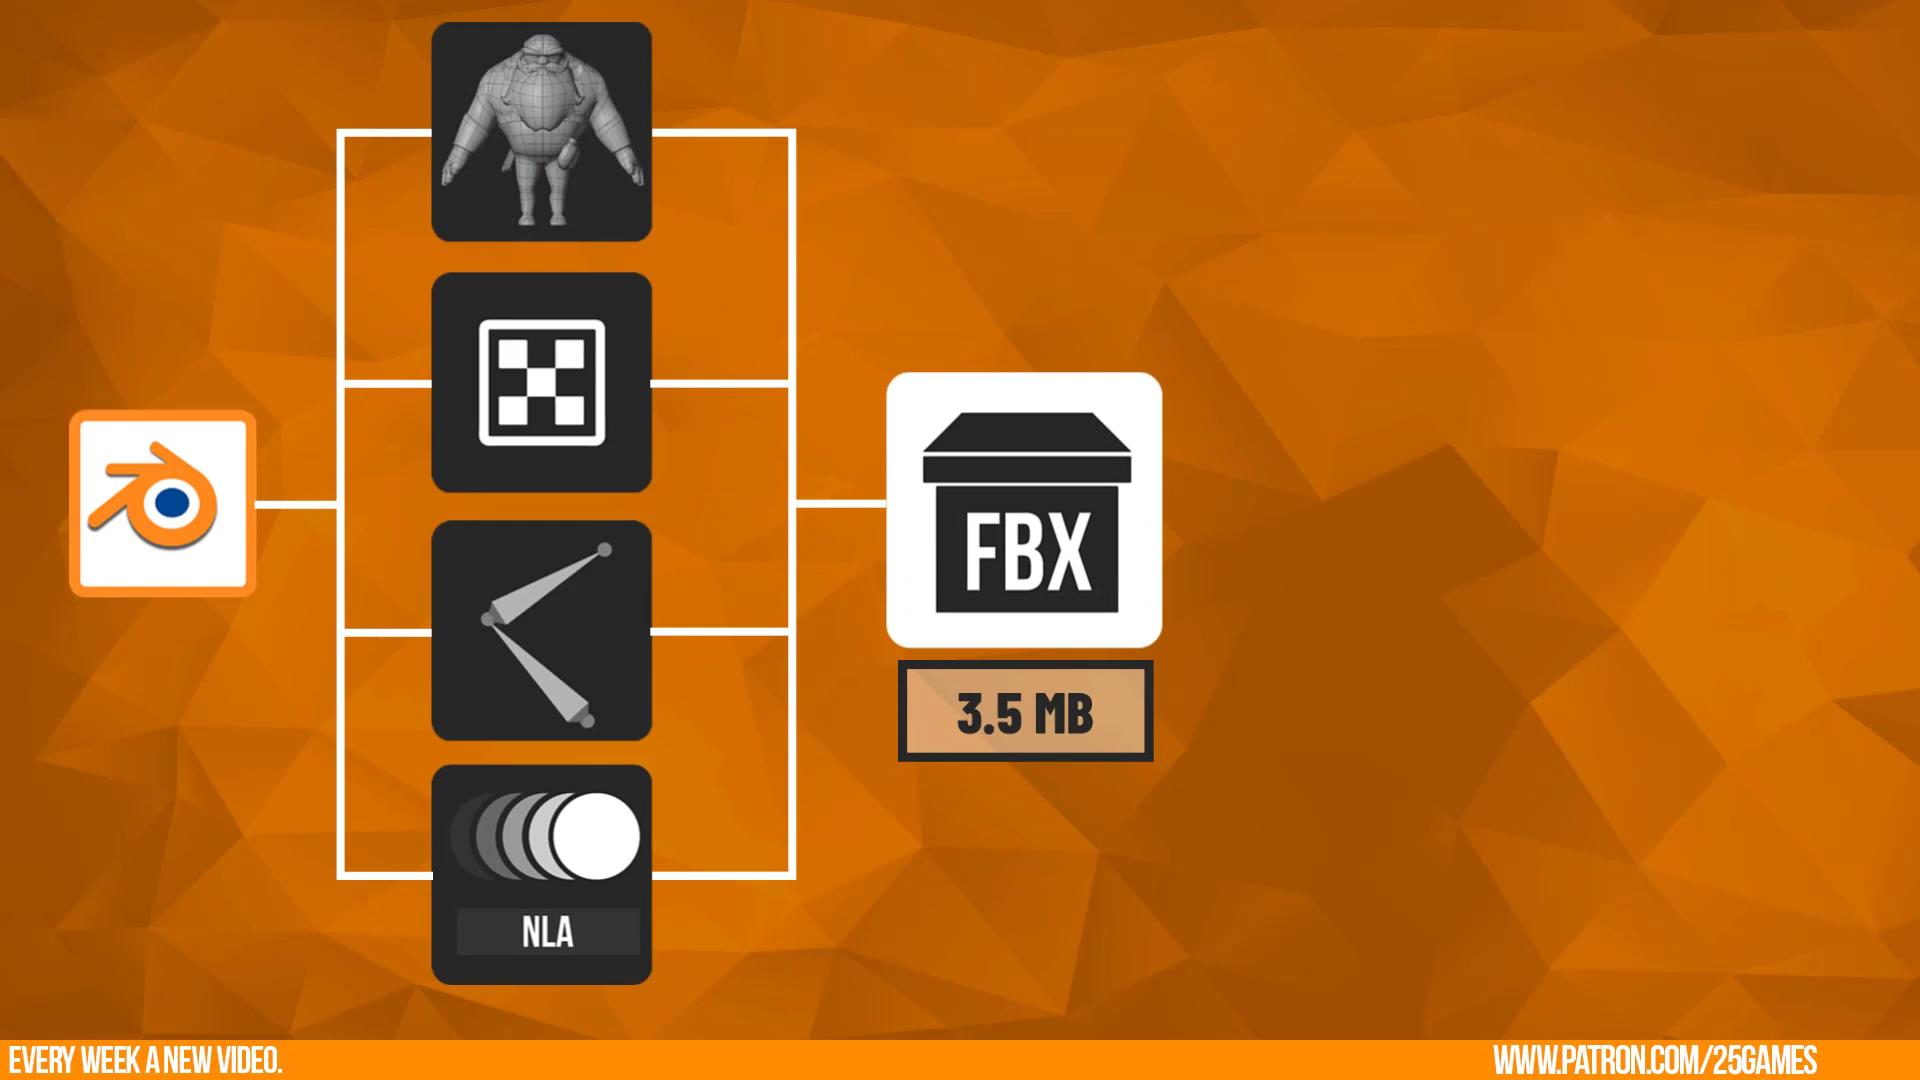 FBX
3.5 MB
NLA
EVERY WEEK A NEW VIDEO.
WWW.PATRON.COM/25GAMES